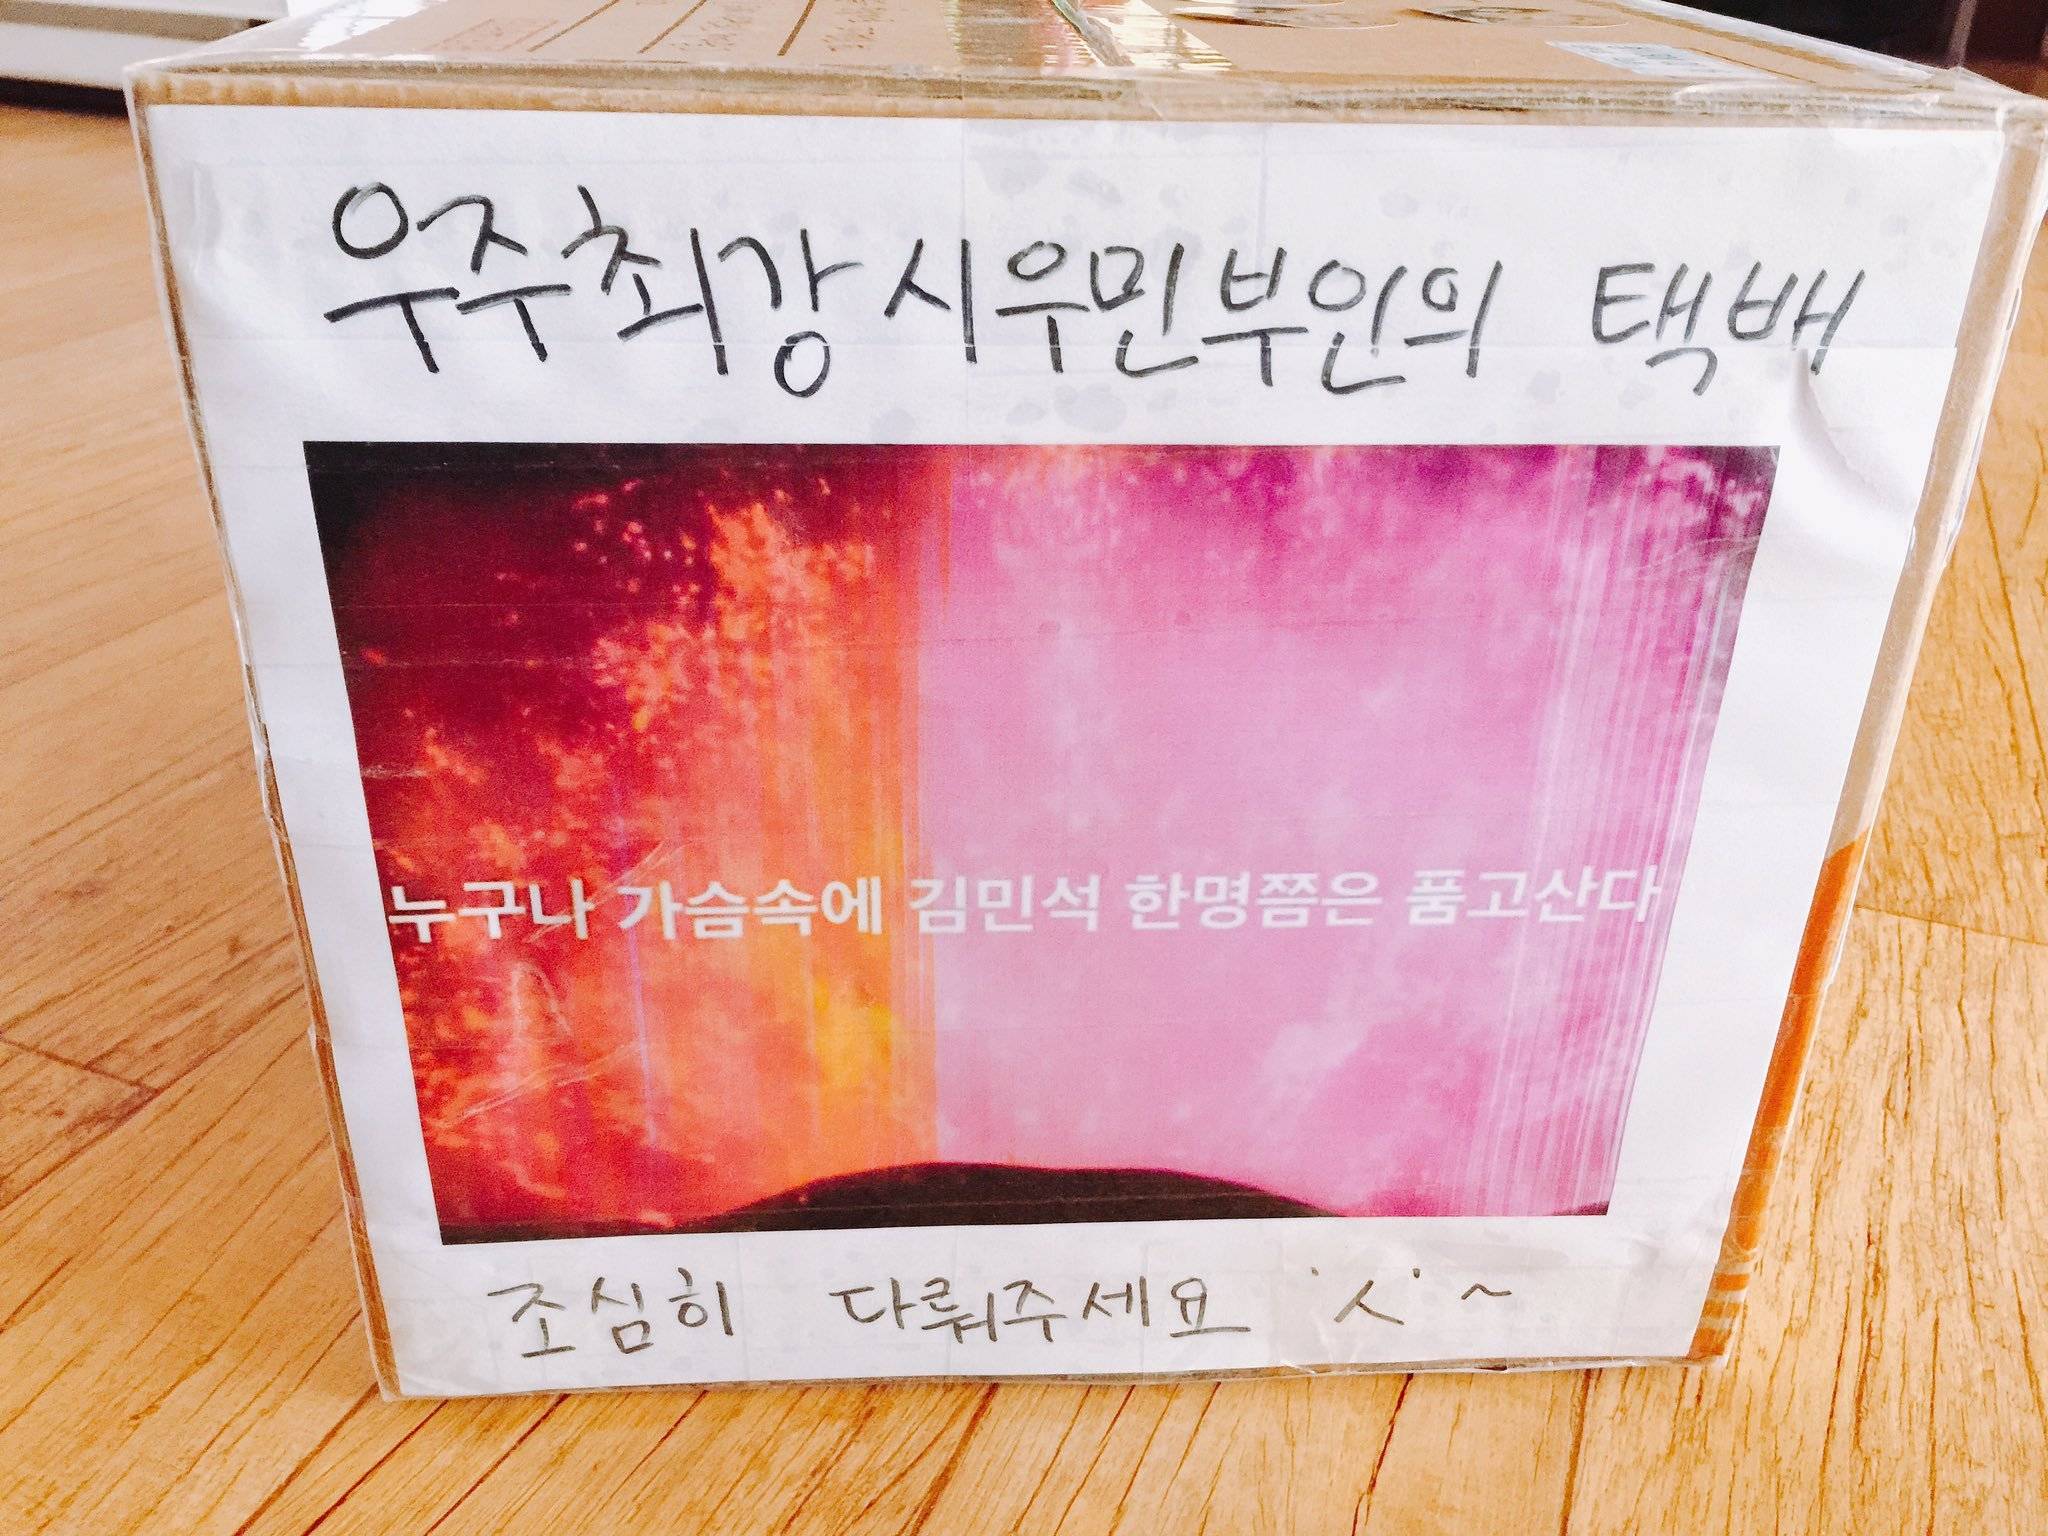 우주최강 시우민부인의 택배
누구나 가슴속에 김민석 한명쯤은 품고산다
조심히 다뤄주세요 'ㅅ' ~